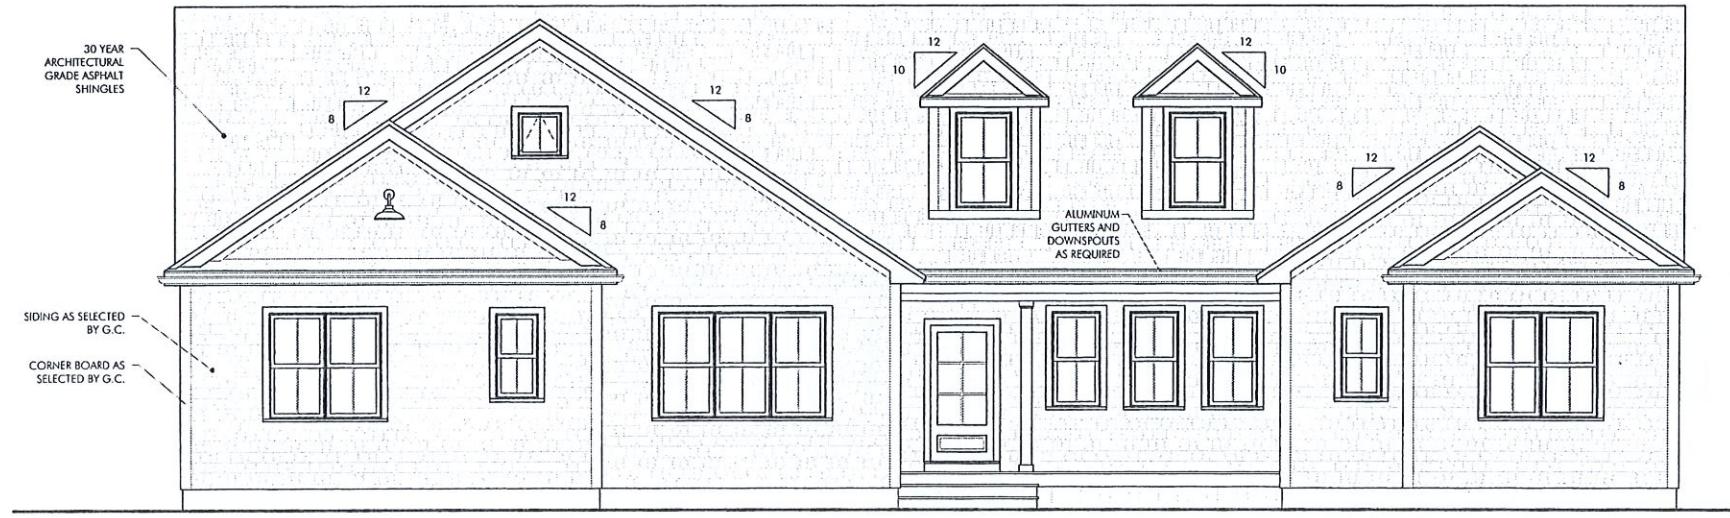 30 YEAR
ARCHITECTURAL
GRADE ASPHALT
SHINGLES
12
8
12
8
12
8
12
10
12
10
ALUMINUM
GUTTERS AND
DOWNSPOUTS
AS REQUIRED
12
8
12
8
SIDING AS SELECTED
BY G.C.
CORNER BOARD AS
SELECTED BY G.C.